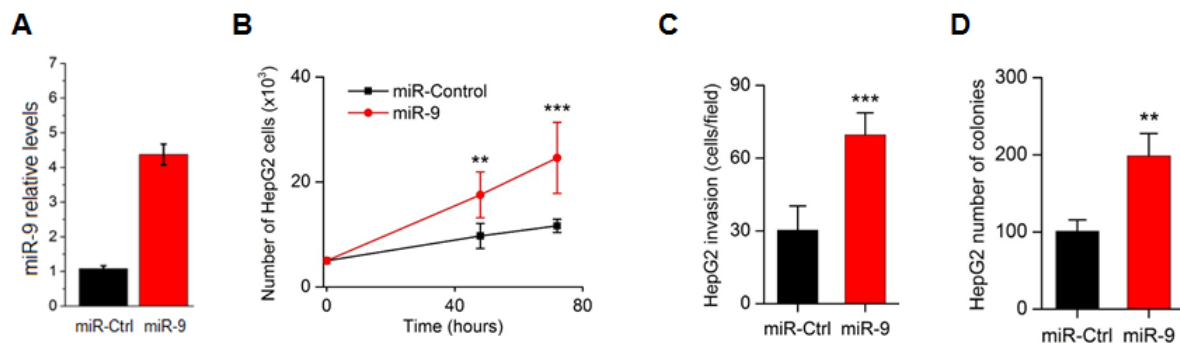 A
miR-9 relative levels
7
6
5
4
3
2
1
0
miR-Ctrl miR-9
B
Number of HepG2 cells (x10³)
40
20
0
miR-Control
miR-9
**
***
0 40 80
Time (hours)
C
HepG2 invasion (cells/field)
90
60
30
0
***
miR-Ctrl miR-9
D
HepG2 number of colonies
300
200
100
0
**
miR-Ctrl miR-9